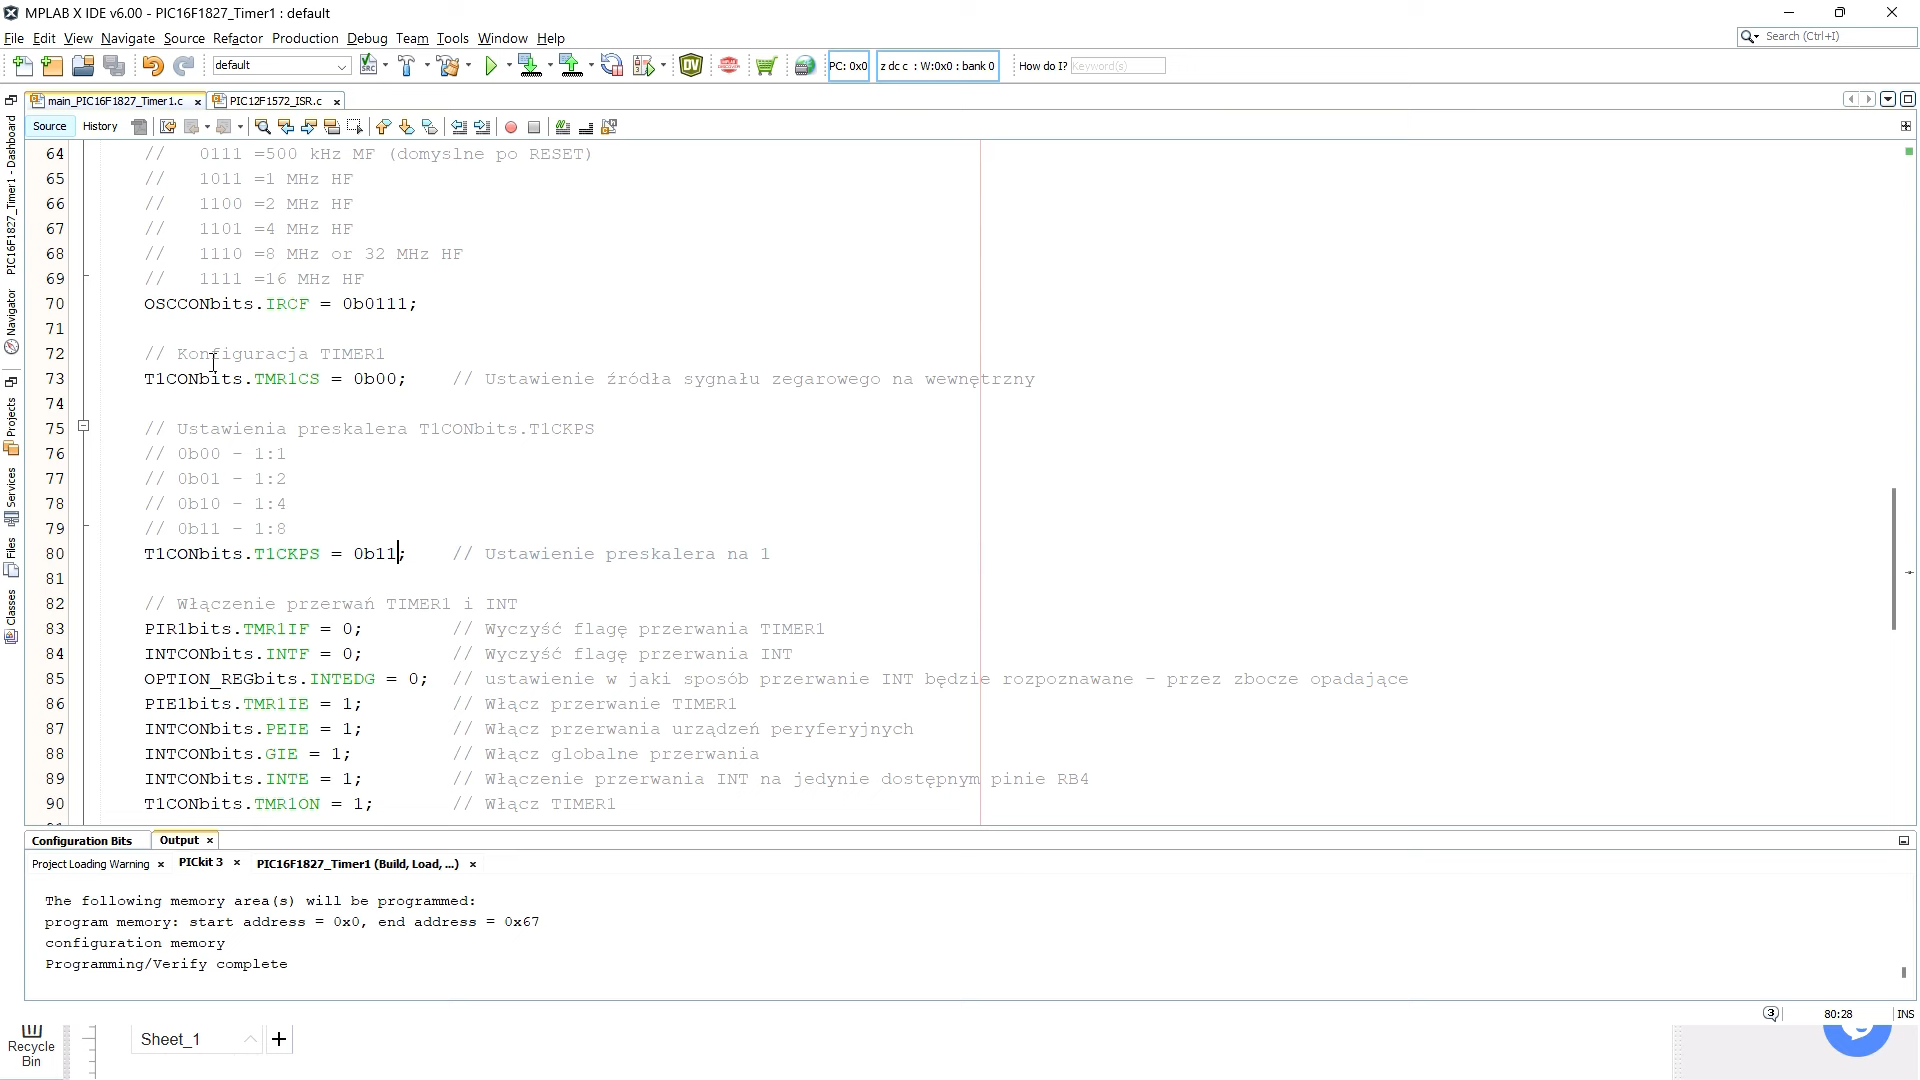 MPLAB X IDE v6.00 - PIC16F1827_Timer1 : default
File Edit View Navigate Source Refactor Production Debug Team Tools Window Help
Search (Ctrl+I)
default
PC: 0x0
z dc c : W:0x0 : bank 0
How do I? Keyword(s)
main_PIC16F1827_Timer1.c
PIC12F1572_ISR.c
Source History
PIC16F1827_Timer1 - Dashboard
Navigator
Projects
Services
Files
Classes
64 // 0111 =500 kHz MF (domyslne po RESET)
65 // 1011 =1 MHz HF
66 // 1100 =2 MHz HF
67 // 1101 =4 MHz HF
68 // 1110 =8 MHz or 32 MHz HF
69 // 1111 =16 MHz HF
70 OSCCONbits.IRCF = 0b0111;
71
72 // Konfiguracja TIMER1
73 T1CONbits.TMR1CS = 0b00; // Ustawienie źródła sygnału zegarowego na wewnętrzny
74
75 // Ustawienia preskalera T1CONbits.T1CKPS
76 // 0b00 - 1:1
77 // 0b01 - 1:2
78 // 0b10 - 1:4
79 // 0b11 - 1:8
80 T1CONbits.T1CKPS = 0b11; // Ustawienie preskalera na 1
81
82 // Włączenie przerwań TIMER1 i INT
83 PIR1bits.TMR1IF = 0; // Wyczyść flagę przerwania TIMER1
84 INTCONbits.INTF = 0; // Wyczyść flagę przerwania INT
85 OPTION_REGbits.INTEDG = 0; // ustawienie w jaki sposób przerwanie INT będzie rozpoznawane - przez zbocze opadające
86 PIE1bits.TMR1IE = 1; // Włącz przerwanie TIMER1
87 INTCONbits.PEIE = 1; // Włącz przerwania urządzeń peryferyjnych
88 INTCONbits.GIE = 1; // Włącz globalne przerwania
89 INTCONbits.INTE = 1; // Włączenie przerwania INT na jedynie dostępnym pinie RB4
90 T1CONbits.TMR1ON = 1; // Włącz TIMER1
Configuration Bits Output
Project Loading Warning PICkit 3 PIC16F1827_Timer1 (Build, Load, ...)
The following memory area(s) will be programmed:
program memory: start address = 0x0, end address = 0x67
configuration memory
Programming/Verify complete
3 80:28 INS
Recycle
Bin
Sheet_1